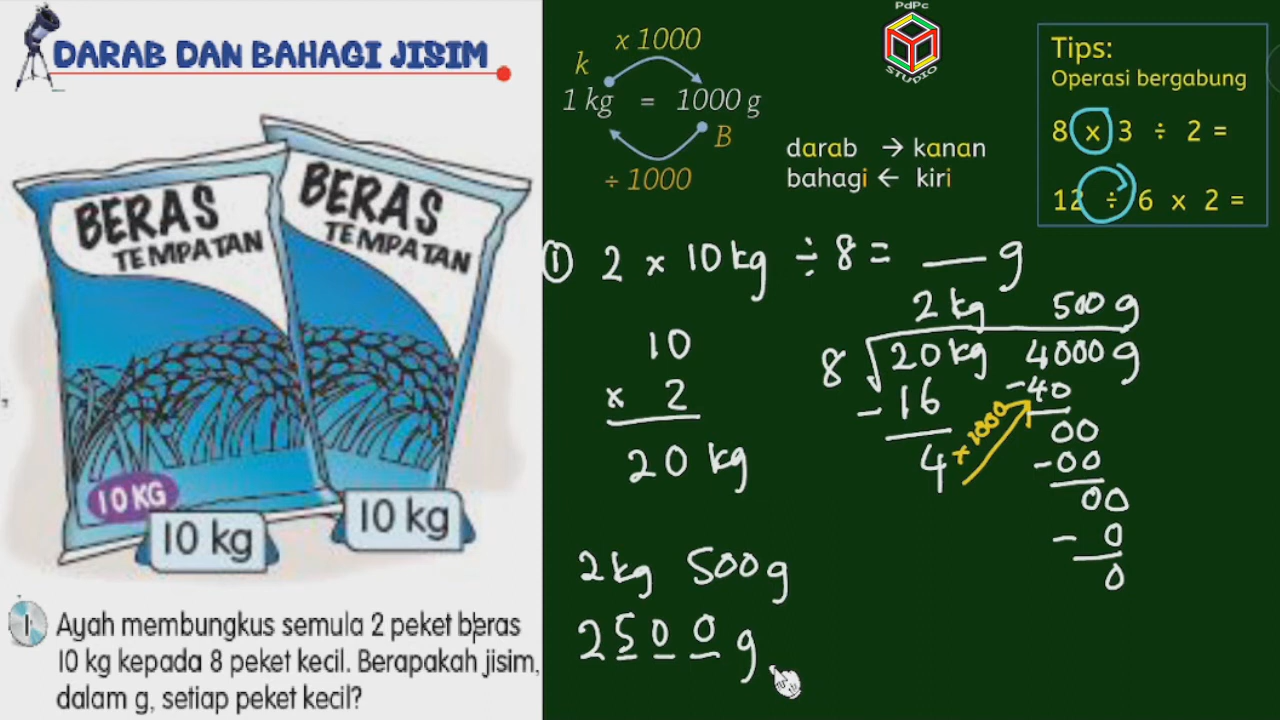 DARAB DAN BAHAGI JISIM
BERAS
TEMPATAN
BERAS
TEMPATAN
10 KG
10 kg
10 kg
1 Ayah membungkus semula 2 peket beras
10 kg kepada 8 peket kecil. Berapakah jisim,
dalam g, setiap peket kecil?
x 1000
k
1 kg = 1000 g
B
÷ 1000
PdPc
STUDIO
darab → kanan
bahagi ← kiri
Tips:
Operasi bergabung
8 x 3 ÷ 2 =
12 ÷ 6 x 2 =
① 2 × 10 kg ÷ 8 = __ g
10
× 2
20 kg
2 kg 500 g
8 20 kg 4000 g
- 16 - 40
4 × 1000 00
- 00
00
- 0
0
2 kg 500 g
2500 g